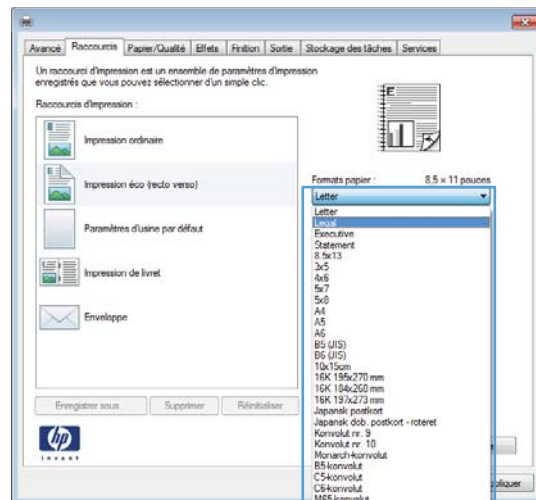 Avancé Raccourcis Papier/Qualité Effets Finition Sortie Stockage des tâches Services
Un raccourci d'impression est un ensemble de paramètres d'impression
enregistrés que vous pouvez sélectionner d'un simple clic.
Raccourcis d'impression :
Impression ordinaire
Impression éco (recto verso)
Paramètres d'usine par défaut
Impression de livret
Enveloppe
Enregistrer sous...
Supprimer
Réinitialiser
E
Formats papier :
8,5 × 11 pouces
Letter
Letter
Legal
Executive
Statement
8.5x13
3x5
4x6
5x7
5x8
A4
A5
A6
B5 (JIS)
B6 (JIS)
10x15cm
16K 195x270 mm
16K 184x260 mm
16K 197x273 mm
Japansk postkort
Japansk dob. postkort - roteret
Konvolut nr. 9
Konvolut nr. 10
Monarch-konvolut
B5-konvolut
C5-konvolut
C6-konvolut
hp
invent
pliquer